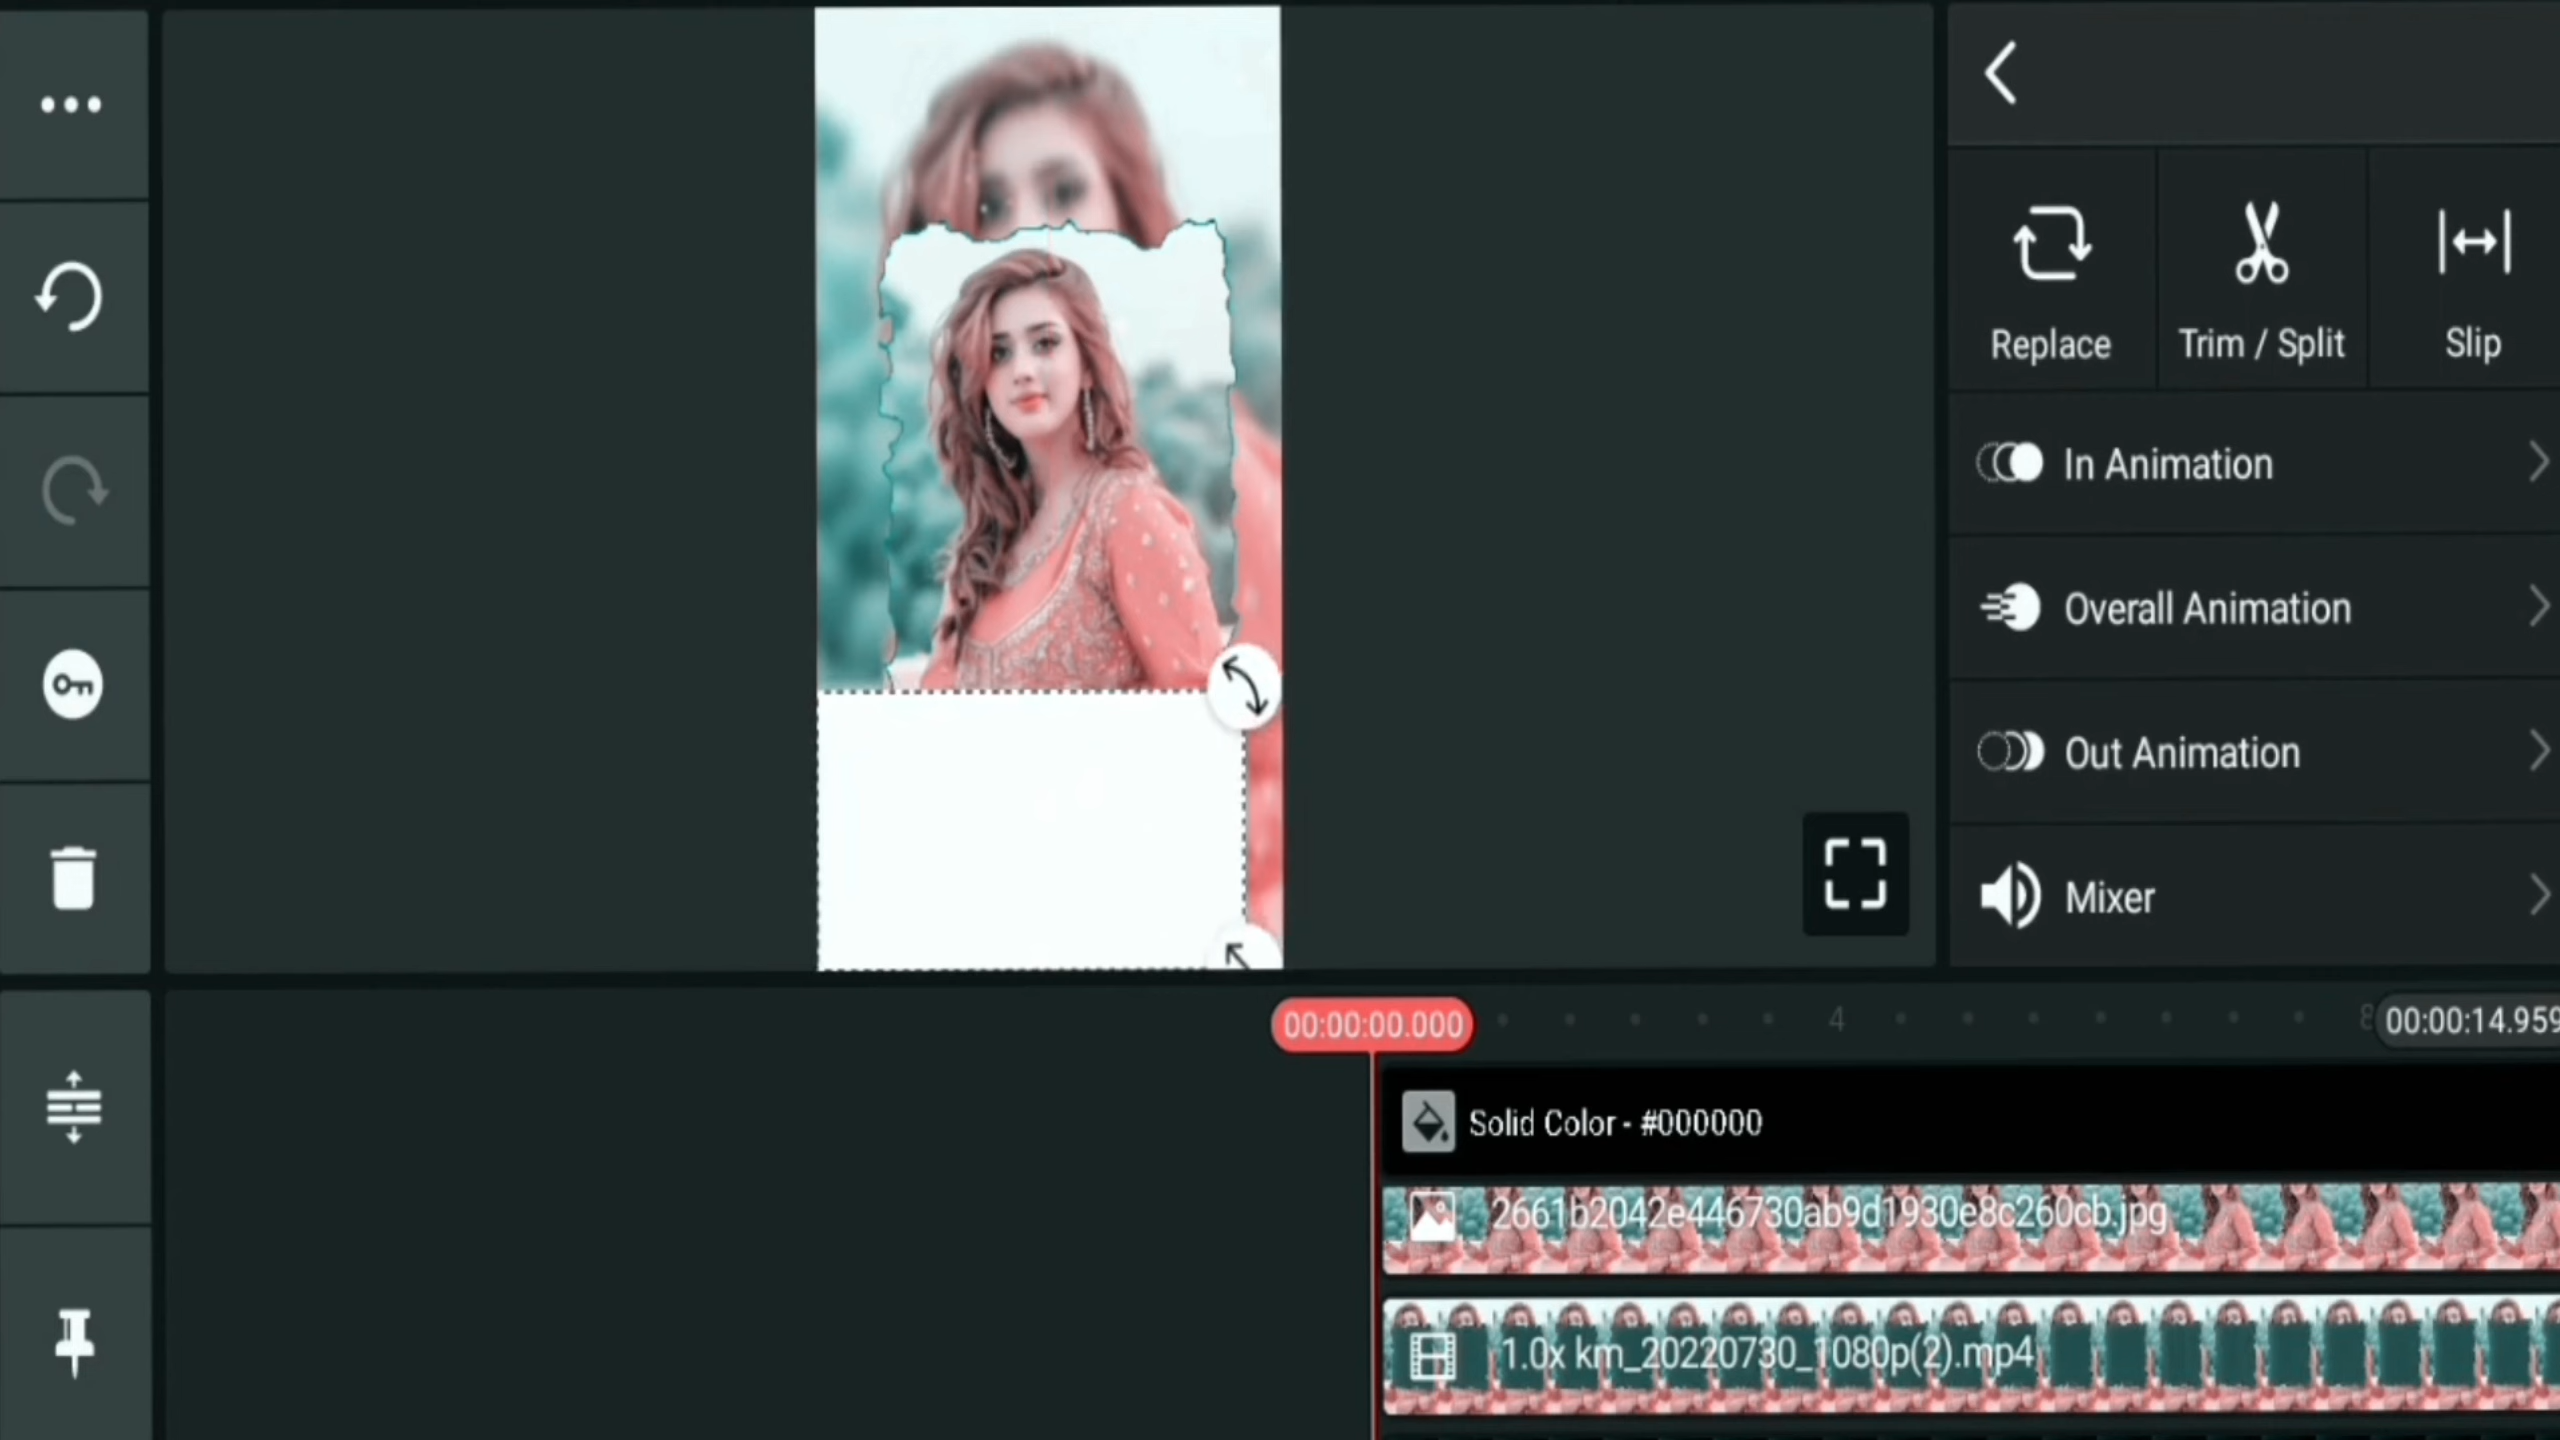 Replace
Trim / Split
Slip
In Animation
Overall Animation
Out Animation
Mixer
00:00:00.000
4
8
00:00:14.959
Solid Color - #000000
2661b2042e446730ab9d1930e8c260cb.jpg
1.0x km_20220730_1080p(2).mp4